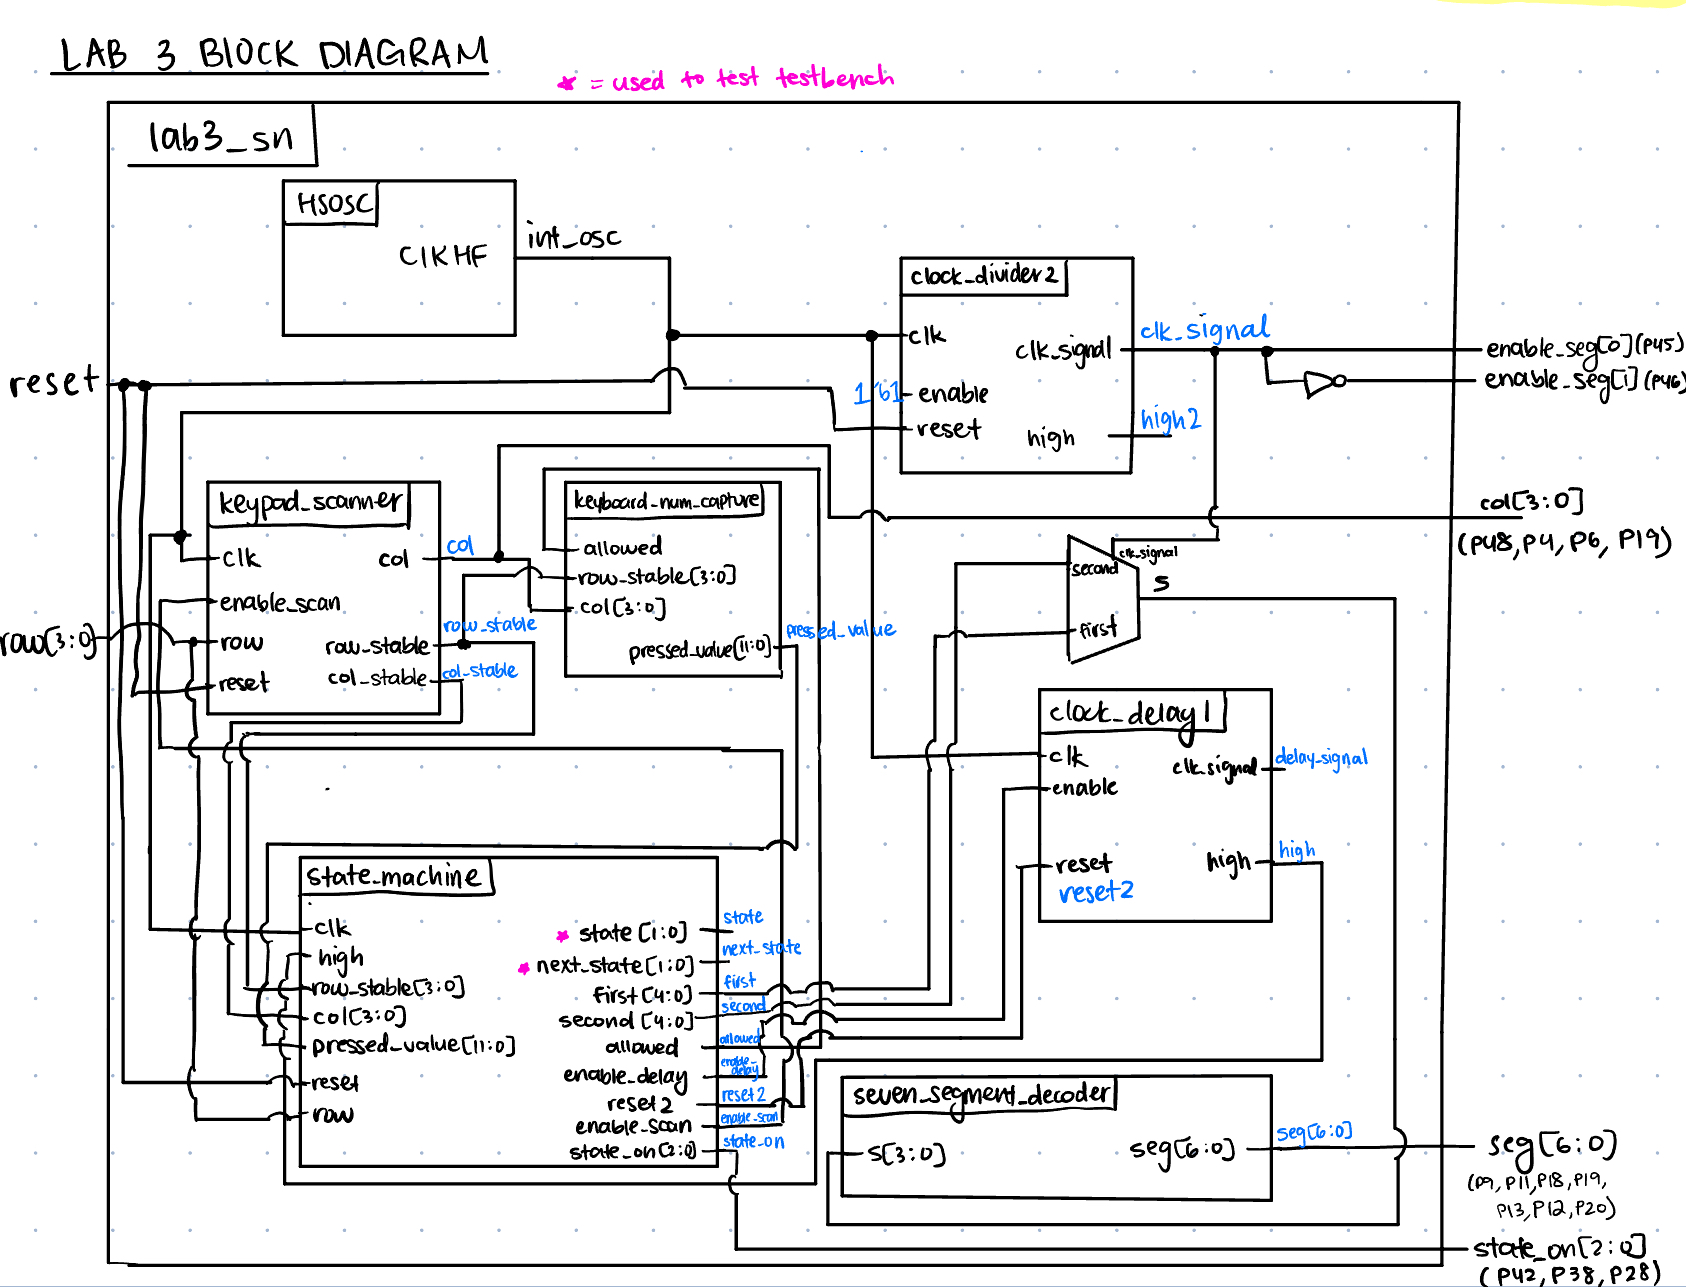 LAB 3 BLOCK DIAGRAM
* = used to test testbench
lab3_sn
HSOSC
ClKHF
int_osc
clock_divider2
clk
clk_signal
clk_signal
1'b1
enable
reset
high
high2
enable_seg[0] (P45)
enable_seg[1] (P46)
reset
col[3:0]
(P48, P4, P6, P19)
keypad_scanner
clk
col
col
enable_scan
row[3:0]
row
row_stable
row_stable
reset
col_stable
col_stable
keyboard_num_capture
allowed
row_stable[3:0]
col[3:0]
pressed_value[11:0]
pressed_value
clk_signal
second
s
first
clock_delay1
clk
clk_signal
delay_signal
enable
reset
reset2
high
high
state_machine
clk
high
row_stable[3:0]
col[3:0]
pressed_value[11:0]
reset
row
* state[1:0]
state
* next_state[1:0]
next_state
first[4:0]
first
second[4:0]
second
allowed
allowed
enable_delay
enable_
delay
reset2
reset2
enable_scan
enable_scan
state_on[2:0]
state_on
seven_segment_decoder
s[3:0]
seg[6:0]
seg[6:0]
seg[6:0]
(P9, P11, P18, P19,
P13, P12, P20)
state_on[2:0]
(P42, P38, P28)